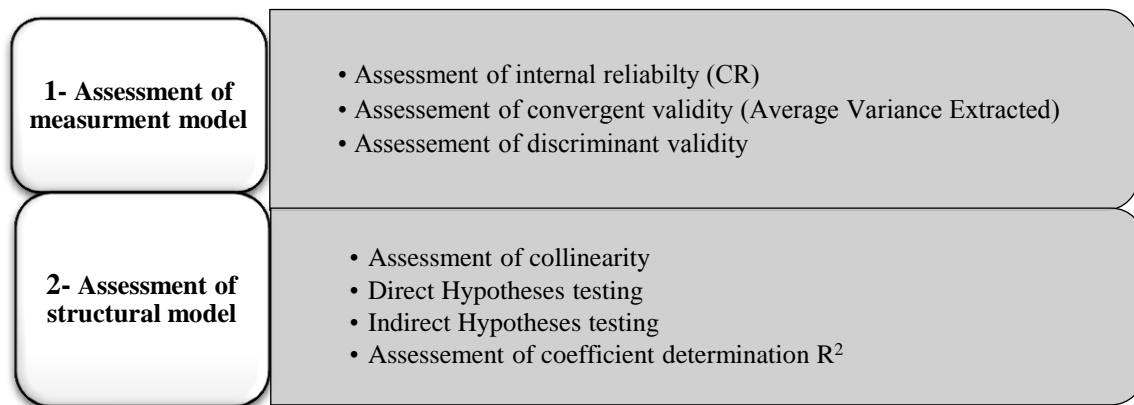 1- Assessment of
measurment model
• Assessment of internal reliabilty (CR)
• Assessement of convergent validity (Average Variance Extracted)
• Assessement of discriminant validity
2- Assessment of
structural model
• Assessment of collinearity
• Direct Hypotheses testing
• Indirect Hypotheses testing
• Assessement of coefficient determination R²